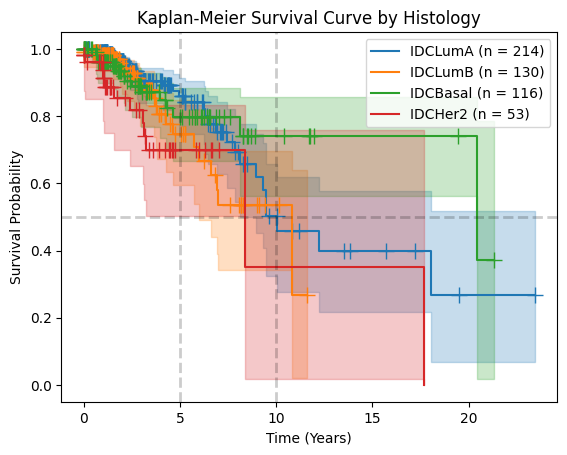 Kaplan-Meier Survival Curve by Histology
IDCLumA (n = 214)
IDCLumB (n = 130)
IDCBasal (n = 116)
IDCHer2 (n = 53)
Survival Probability
1.0
0.8
0.6
0.4
0.2
0.0
0
5
10
15
20
Time (Years)